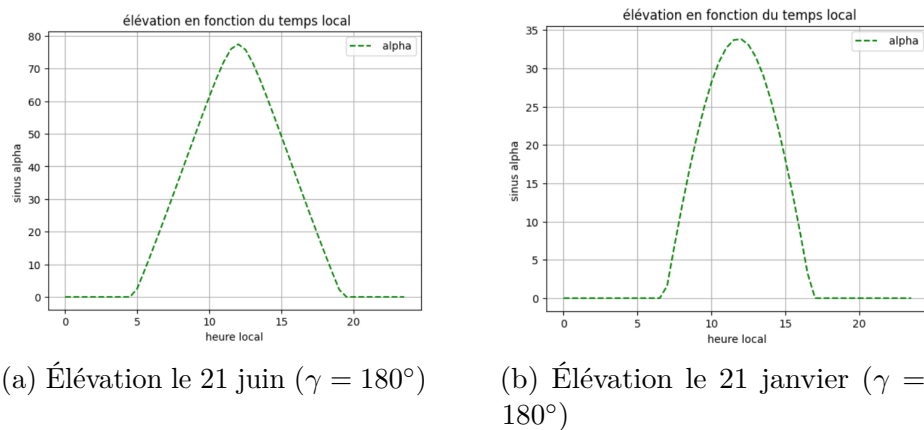 élévation en fonction du temps local
80
70
60
50
40
30
20
10
0
sinus alpha
alpha
0 5 10 15 20
heure local
élévation en fonction du temps local
35
30
25
20
15
10
5
0
sinus alpha
alpha
0 5 10 15 20
heure local
(a) Élévation le 21 juin (γ = 180°)
(b) Élévation le 21 janvier (γ =
180°)